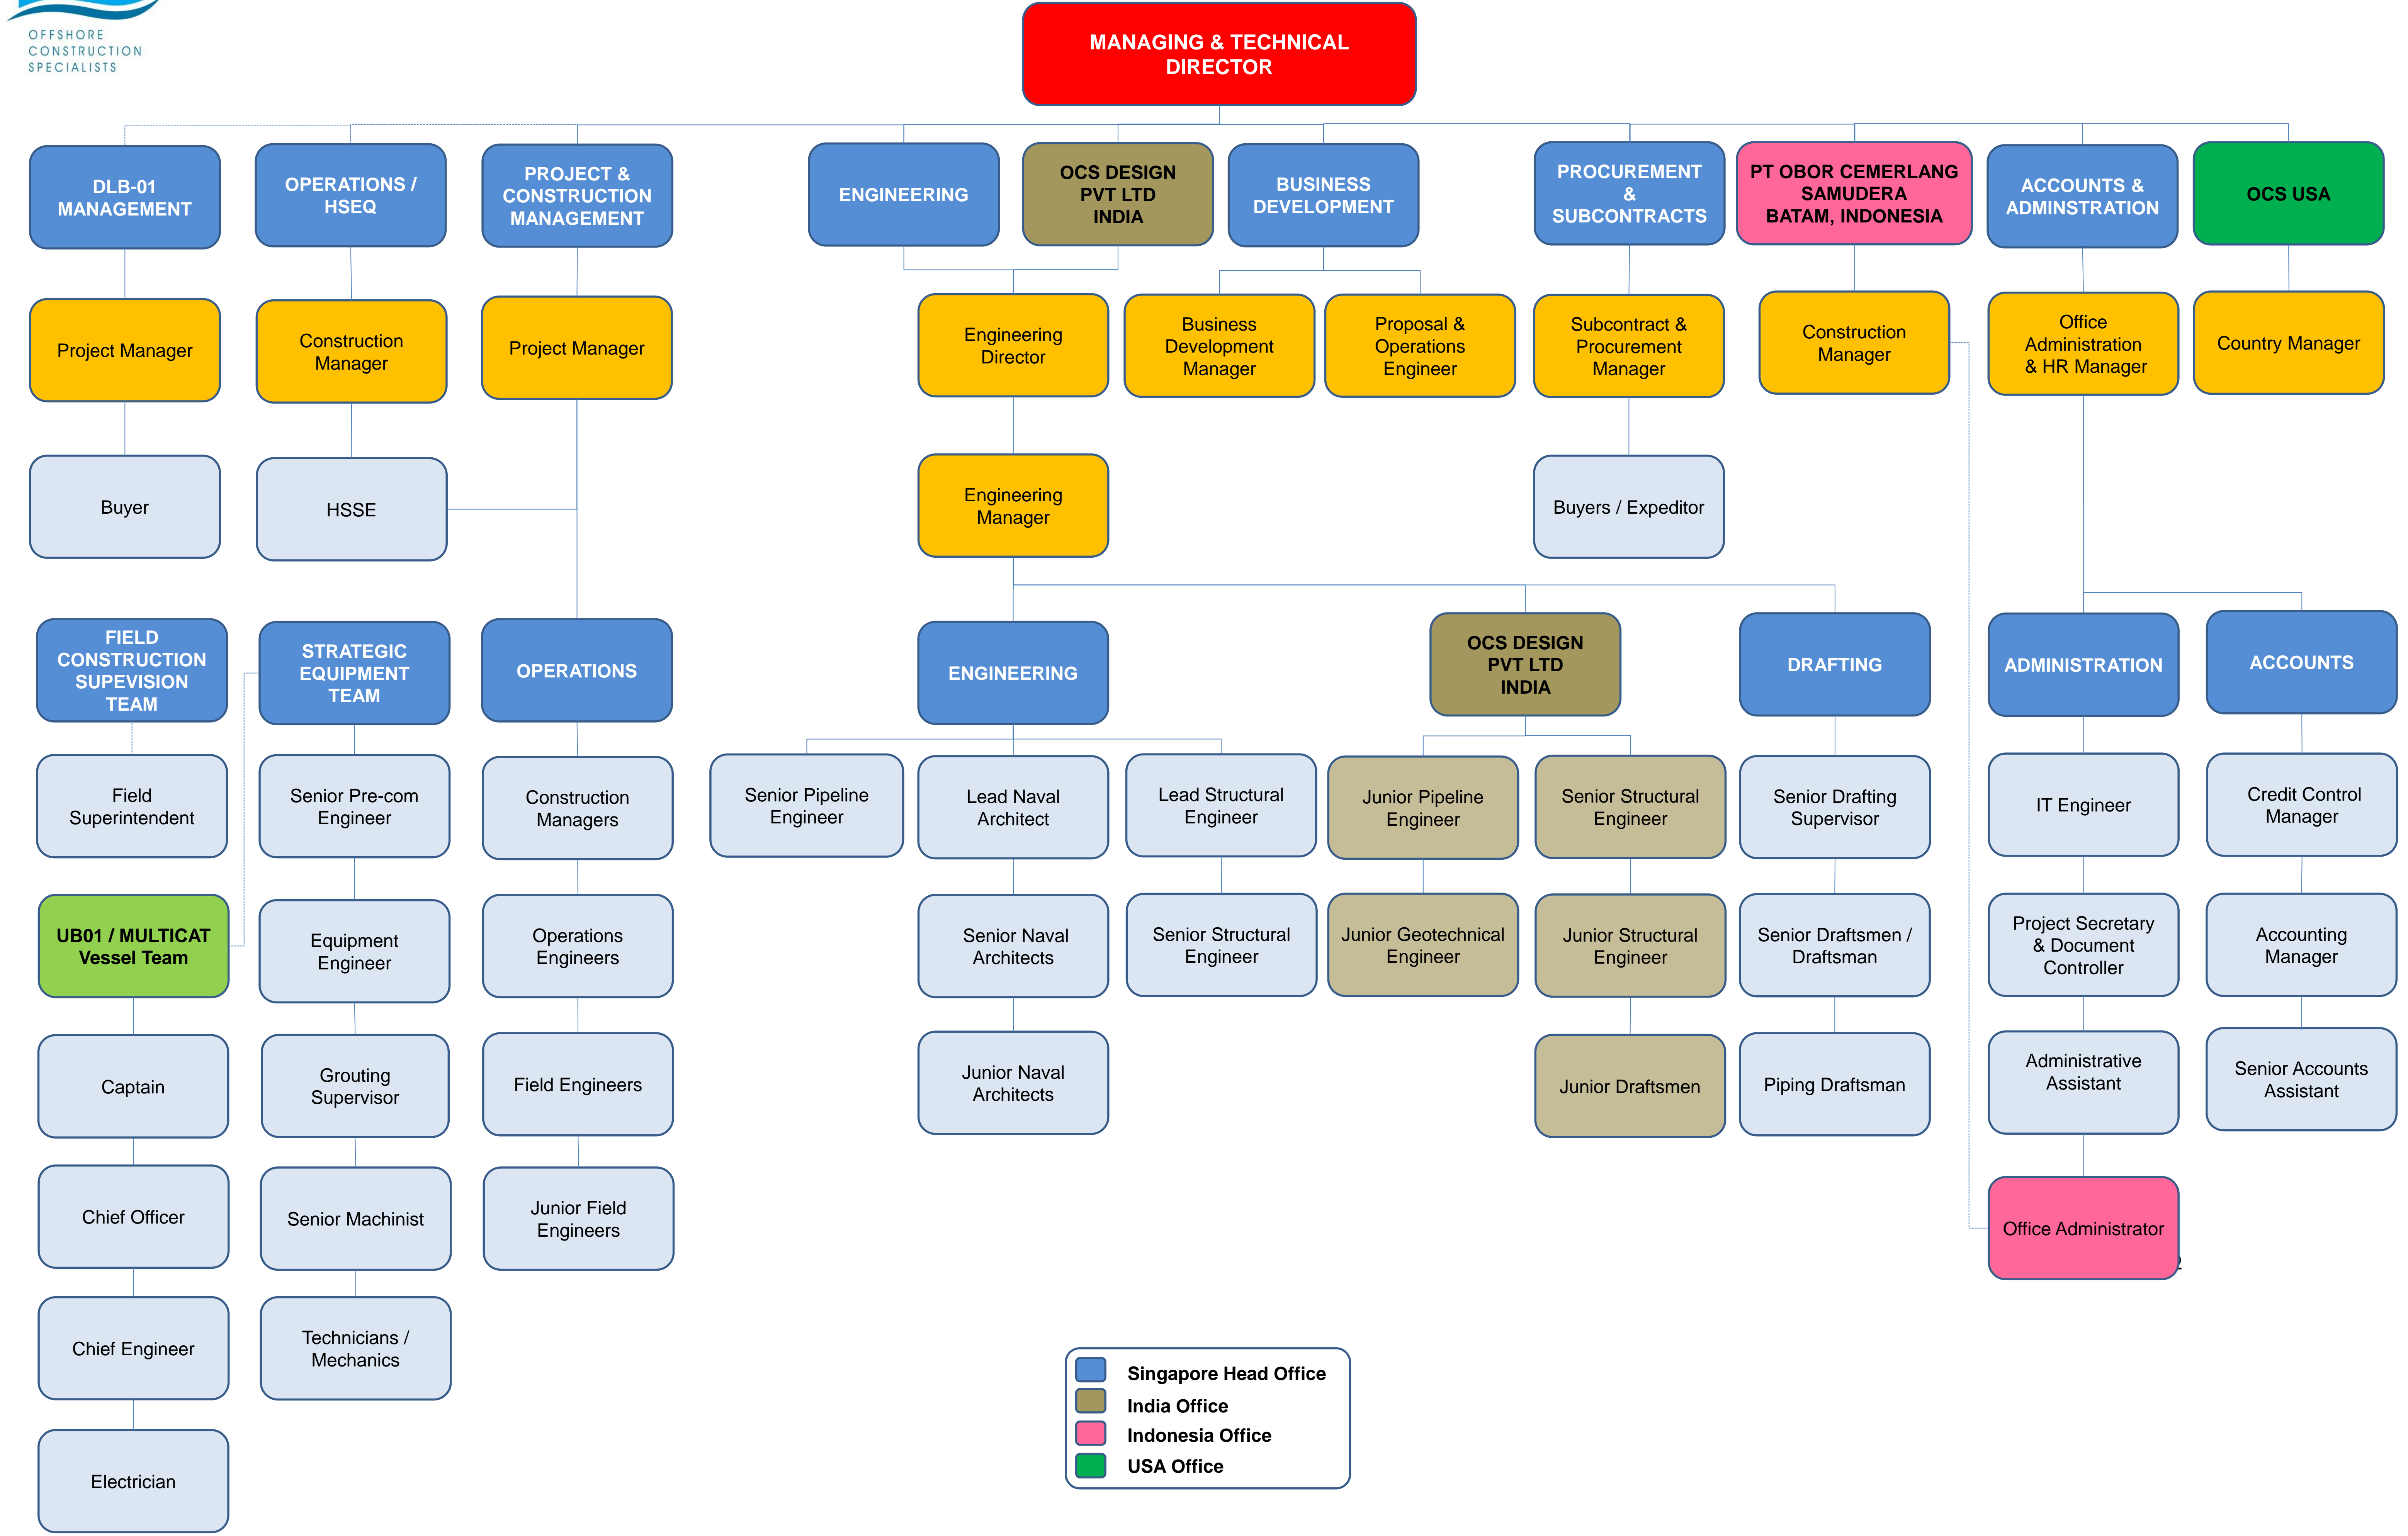 OFFSHORE
CONSTRUCTION
SPECIALISTS
MANAGING & TECHNICAL
DIRECTOR
DLB-01
MANAGEMENT
OPERATIONS /
HSEQ
PROJECT &
CONSTRUCTION
MANAGEMENT
ENGINEERING
OCS DESIGN
PVT LTD
INDIA
BUSINESS
DEVELOPMENT
PROCUREMENT
&
SUBCONTRACTS
PT OBOR CEMERLANG
SAMUDERA
BATAM, INDONESIA
ACCOUNTS &
ADMINSTRATION
OCS USA
Project Manager
Construction
Manager
Project Manager
Engineering
Director
Business
Development
Manager
Proposal &
Operations
Engineer
Subcontract &
Procurement
Manager
Construction
Manager
Office
Administration
& HR Manager
Country Manager
Buyer
HSSE
Engineering
Manager
Buyers / Expeditor
FIELD
CONSTRUCTION
SUPEVISION
TEAM
STRATEGIC
EQUIPMENT
TEAM
OPERATIONS
ENGINEERING
OCS DESIGN
PVT LTD
INDIA
DRAFTING
ADMINISTRATION
ACCOUNTS
Field
Superintendent
Senior Pre-com
Engineer
Construction
Managers
Senior Pipeline
Engineer
Lead Naval
Architect
Lead Structural
Engineer
Junior Pipeline
Engineer
Senior Structural
Engineer
Senior Drafting
Supervisor
IT Engineer
Credit Control
Manager
UB01 / MULTICAT
Vessel Team
Equipment
Engineer
Operations
Engineers
Senior Naval
Architects
Senior Structural
Engineer
Junior Geotechnical
Engineer
Junior Structural
Engineer
Senior Draftsmen /
Draftsman
Project Secretary
& Document
Controller
Accounting
Manager
Captain
Grouting
Supervisor
Field Engineers
Junior Naval
Architects
Junior Draftsmen
Piping Draftsman
Administrative
Assistant
Senior Accounts
Assistant
Chief Officer
Senior Machinist
Junior Field
Engineers
Office Administrator
Chief Engineer
Technicians /
Mechanics
Electrician
Singapore Head Office
India Office
Indonesia Office
USA Office